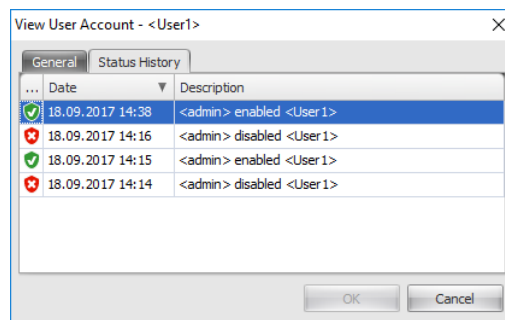 View User Account - <User1>
General Status History
... Date Description
18.09.2017 14:38 <admin> enabled <User1>
18.09.2017 14:16 <admin> disabled <User1>
18.09.2017 14:15 <admin> enabled <User1>
18.09.2017 14:14 <admin> disabled <User1>
OK Cancel